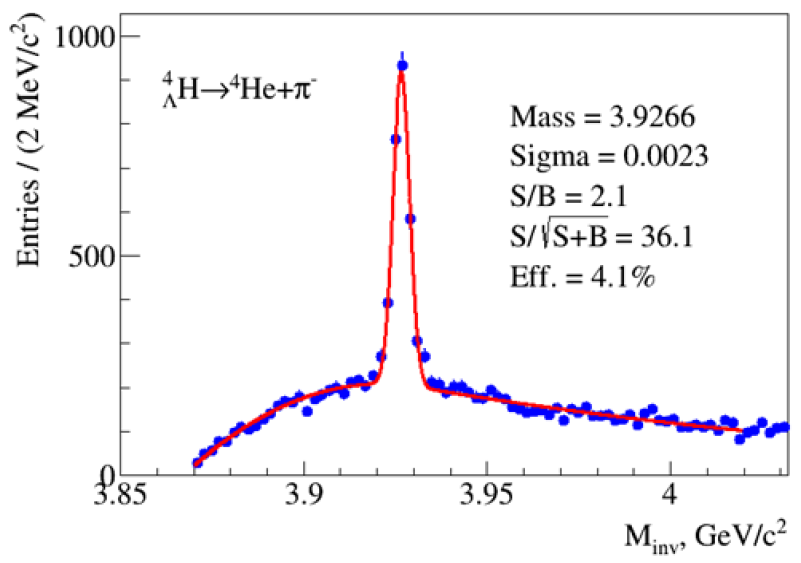 1000
500
0
Entries / (2 MeV/c²)
⁴ΛH→⁴He+π⁻
Mass = 3.9266
Sigma = 0.0023
S/B = 2.1
S/√S+B = 36.1
Eff. = 4.1%
3.85 3.9 3.95 4
Minv, GeV/c²